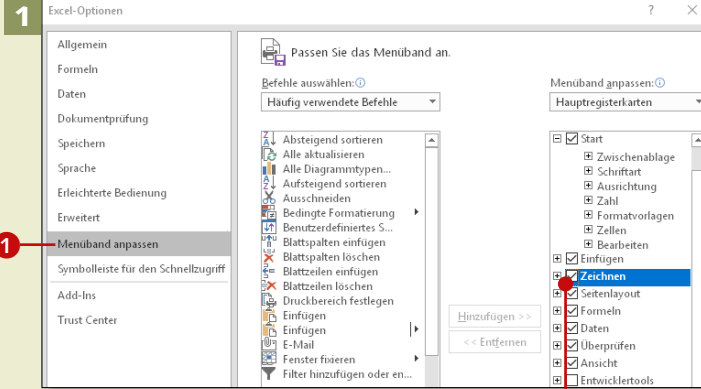 1
Excel-Optionen
?
Allgemein
Formeln
Daten
Dokumentprüfung
Speichern
Sprache
Erleichterte Bedienung
Erweitert
1
Menüband anpassen
Symbolleiste für den Schnellzugriff
Add-Ins
Trust Center
Passen Sie das Menüband an.
Befehle auswählen:
Häufig verwendete Befehle
Absteigend sortieren
Alle aktualisieren
Alle Diagrammtypen...
Aufsteigend sortieren
Ausschneiden
Bedingte Formatierung
Benutzerdefiniertes S...
Blattspalten einfügen
Blattspalten löschen
Blattzeilen einfügen
Blattzeilen löschen
Druckbereich festlegen
Einfügen
Einfügen
E-Mail
Fenster fixieren
Filter hinzufügen oder en...
Hinzufügen >>
<< Entfernen
Menüband anpassen:
Hauptregisterkarten
Start
Zwischenablage
Schriftart
Ausrichtung
Zahl
Formatvorlagen
Zellen
Bearbeiten
Einfügen
Zeichnen
Seitenlayout
Formeln
Daten
Überprüfen
Ansicht
Entwicklertools